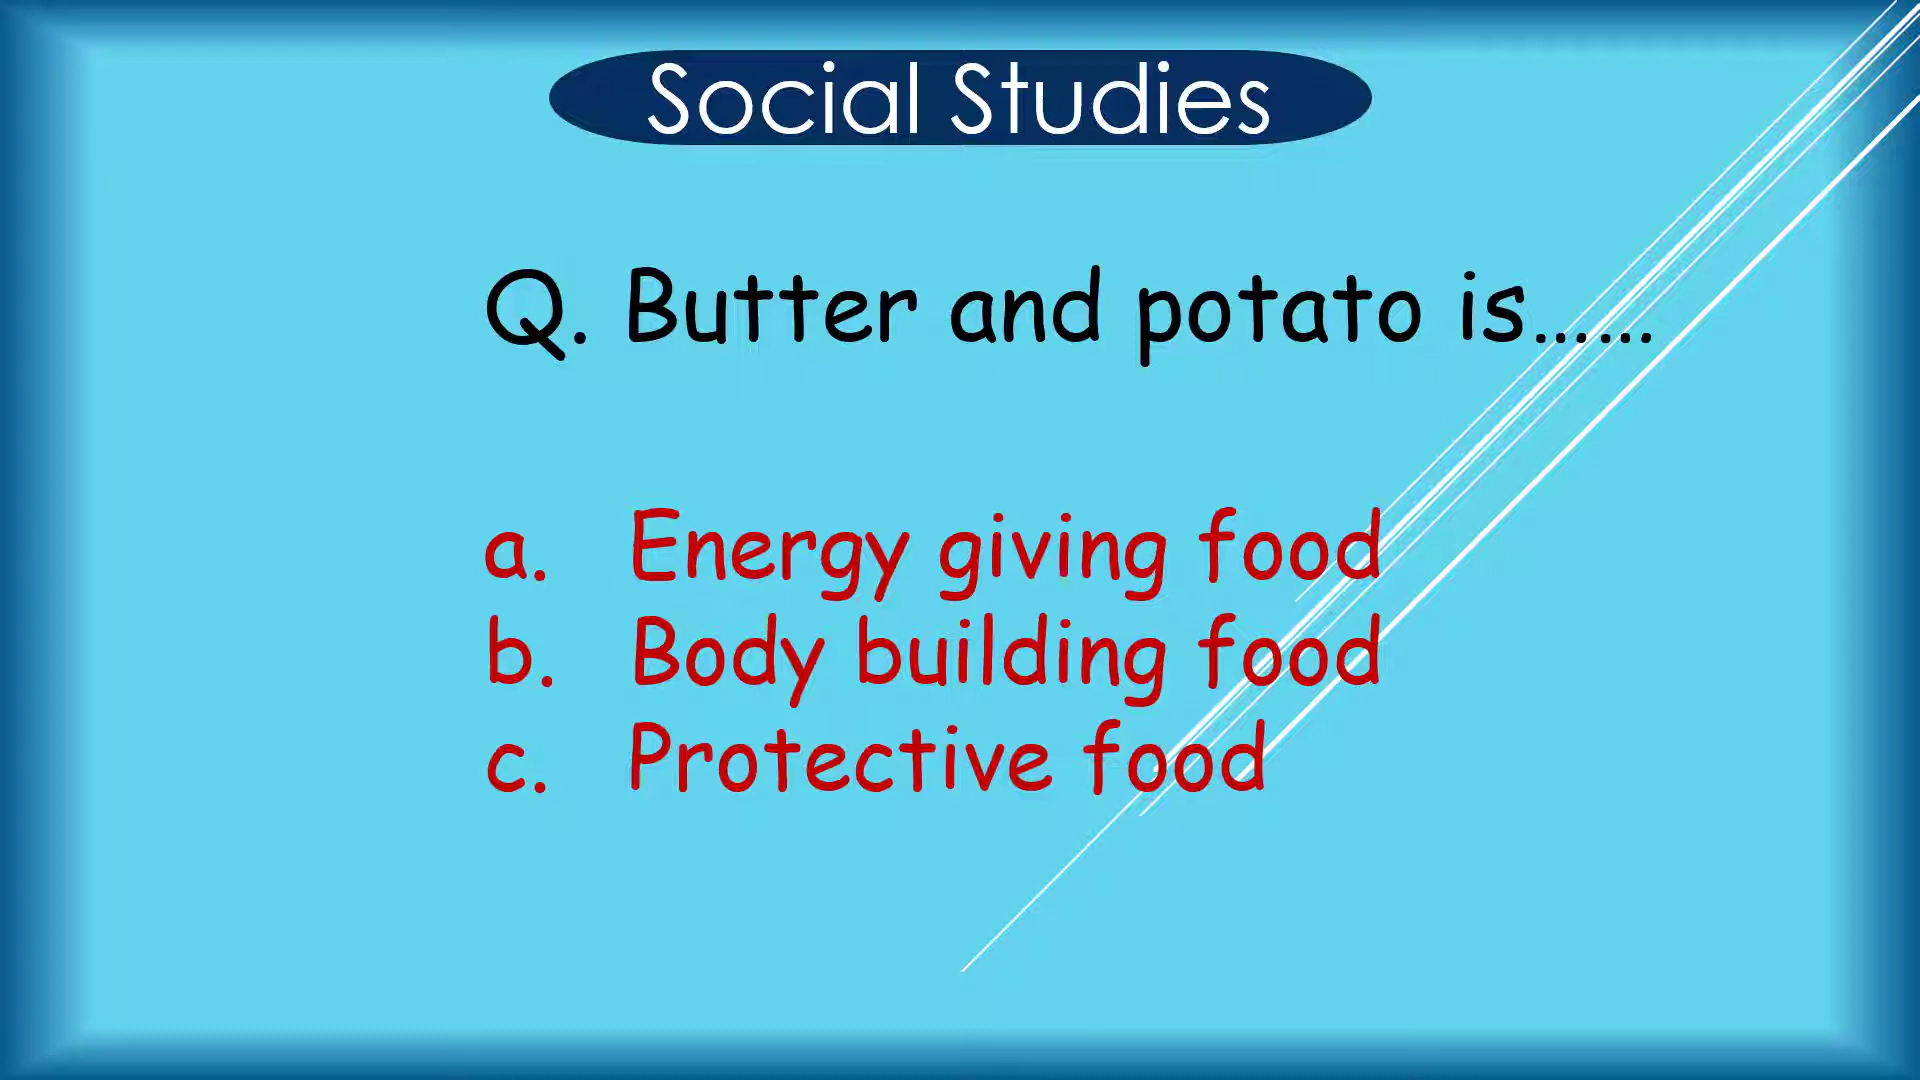 Social Studies
Q. Butter and potato is......
a. Energy giving food
b. Body building food
c. Protective food